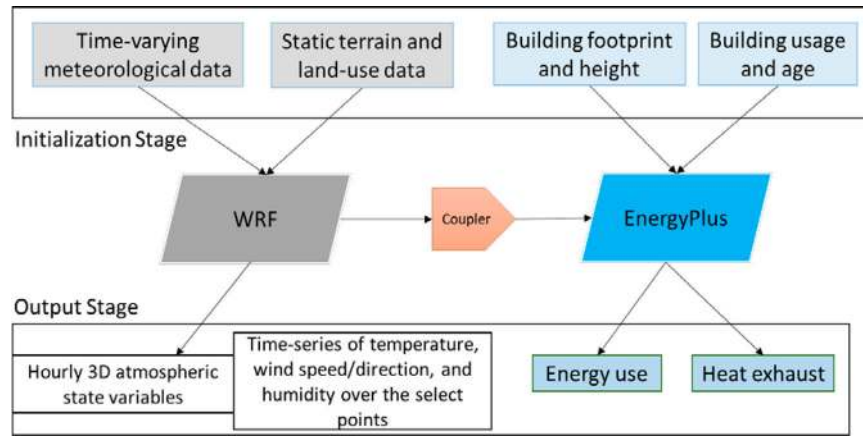 Time-varying
meteorological data
Static terrain and
land-use data
Building footprint
and height
Building usage
and age
Initialization Stage
WRF
Coupler
EnergyPlus
Output Stage
Hourly 3D atmospheric
state variables
Time-series of temperature,
wind speed/direction, and
humidity over the select
points
Energy use
Heat exhaust